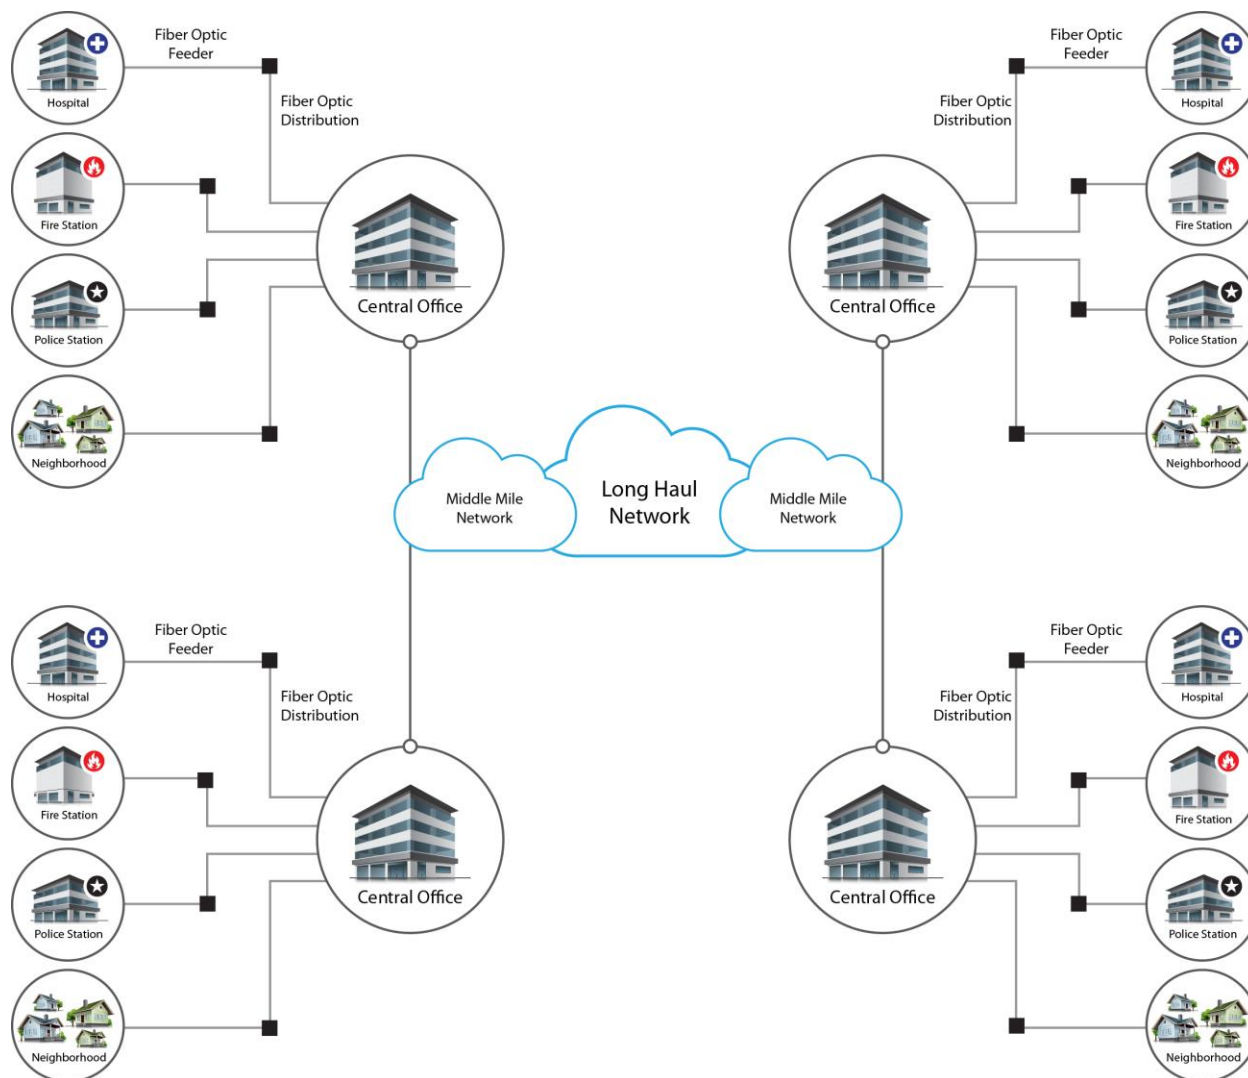 Fiber Optic
Feeder
Hospital
Fiber Optic
Distribution
Fire Station
Police Station
Neighborhood
Central Office
Fiber Optic
Feeder
Hospital
Fiber Optic
Distribution
Fire Station
Police Station
Neighborhood
Central Office
Middle Mile
Network
Long Haul
Network
Middle Mile
Network
Fiber Optic
Feeder
Hospital
Fiber Optic
Distribution
Fire Station
Police Station
Neighborhood
Central Office
Fiber Optic
Feeder
Hospital
Fiber Optic
Distribution
Fire Station
Police Station
Neighborhood
Central Office